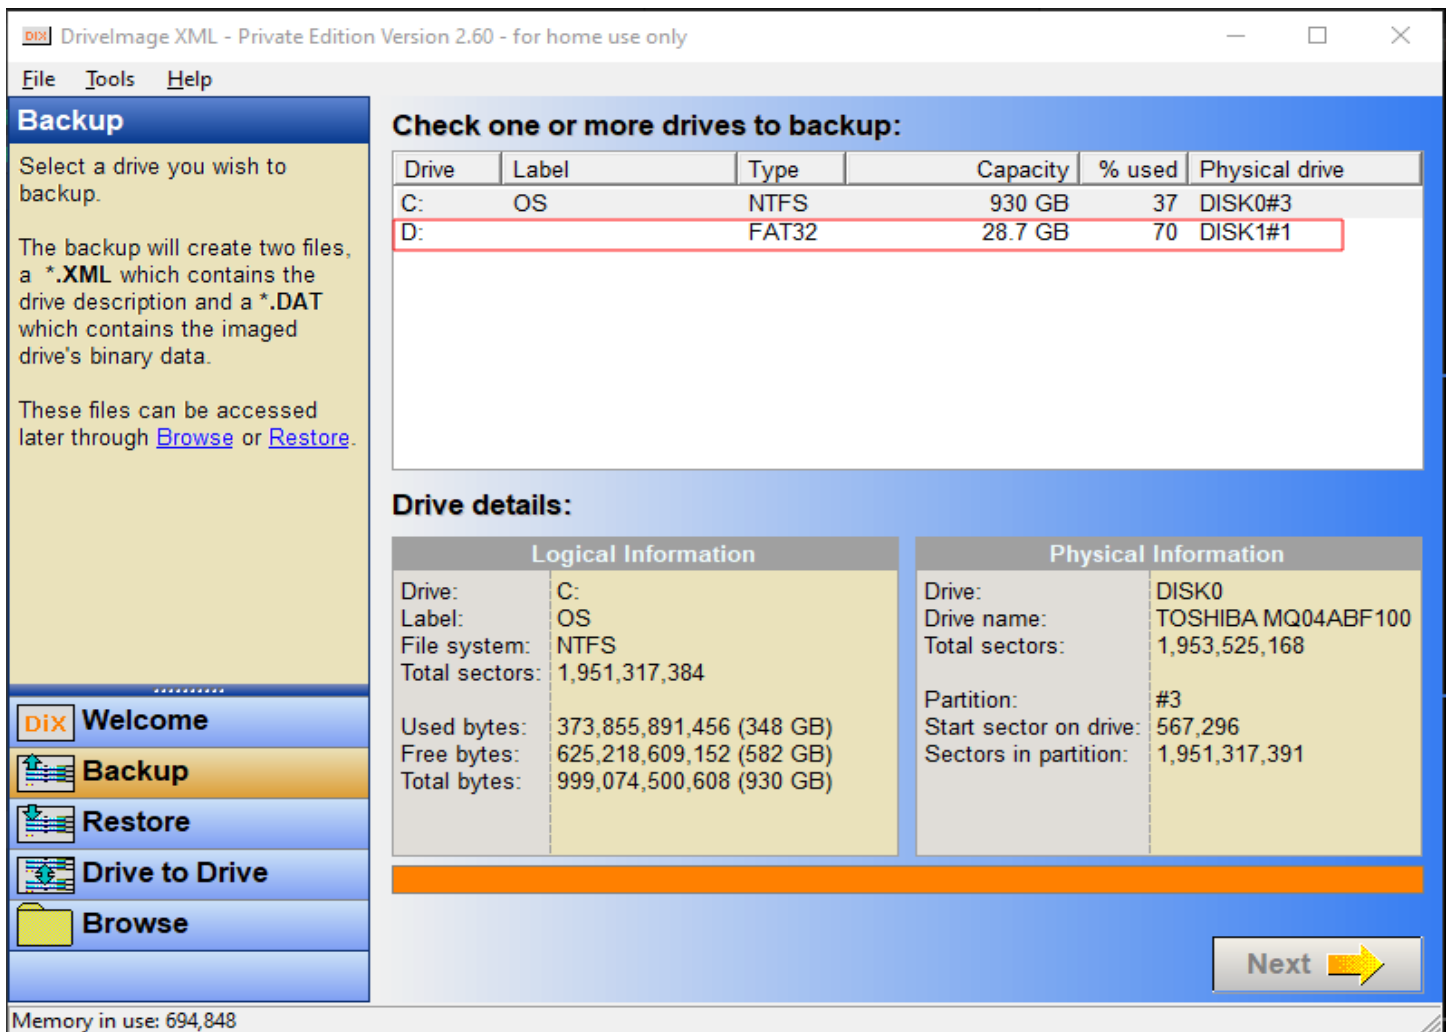 DiX DriveImage XML - Private Edition Version 2.60 - for home use only
File Tools Help
Backup
Select a drive you wish to
backup.
The backup will create two files,
a *.XML which contains the
drive description and a *.DAT
which contains the imaged
drive's binary data.
These files can be accessed
later through Browse or Restore.
DiX Welcome
Backup
Restore
Drive to Drive
Browse
Check one or more drives to backup:
Drive Label Type Capacity % used Physical drive
C: OS NTFS 930 GB 37 DISK0#3
D: FAT32 28.7 GB 70 DISK1#1
Drive details:
Logical Information
Drive: C:
Label: OS
File system: NTFS
Total sectors: 1,951,317,384
Used bytes: 373,855,891,456 (348 GB)
Free bytes: 625,218,609,152 (582 GB)
Total bytes: 999,074,500,608 (930 GB)
Physical Information
Drive: DISK0
Drive name: TOSHIBA MQ04ABF100
Total sectors: 1,953,525,168
Partition: #3
Start sector on drive: 567,296
Sectors in partition: 1,951,317,391
Next
Memory in use: 694,848